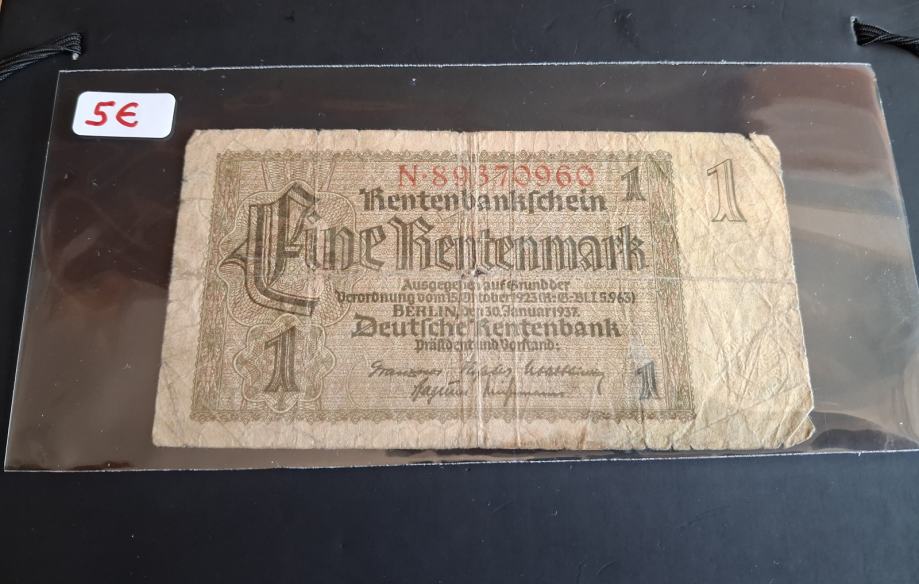 5€
N·89370960
Rentenbankschein 1 1
Eine Rentenmark
Ausgegeben auf Grund der
Verordnung vom 15. Oktober 1923 (R.-G.-Bl. I S. 963)
BERLIN, den 30. Januar 1937.
Deutsche Rentenbank
Präsident und Vorstand:
1 1